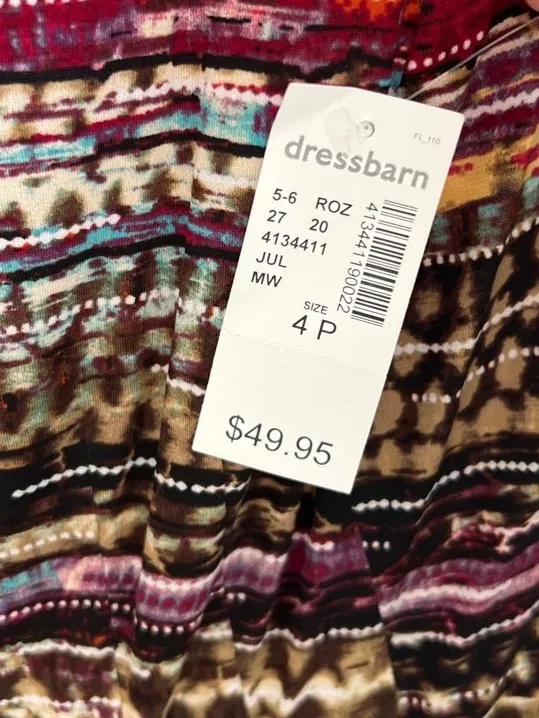 FL_110
dressbarn
5-6 ROZ
27 20
4134411
JUL
MW
413441190022
SIZE
4 P
$49.95